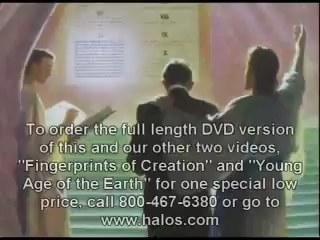 VIII
IX
X
To order the full length DVD version
of this and our other two videos,
"Fingerprints of Creation" and "Young
Age of the Earth" for one special low
price, call 800-467-6380 or go to
www.halos.com